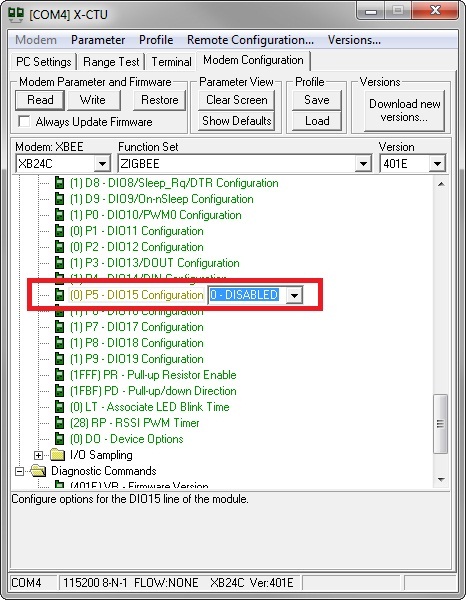 [COM4] X-CTU
Modem Parameter Profile Remote Configuration... Versions...
PC Settings Range Test Terminal Modem Configuration
Modem Parameter and Firmware Parameter View Profile Versions
Read Write Restore Clear Screen Save Download new versions...
Always Update Firmware Show Defaults Load
Modem: XBEE Function Set Version
XB24C ZIGBEE 401E
(1) D8 - DIO8/Sleep_Rq/DTR Configuration
(1) D9 - DIO9/On-nSleep Configuration
(1) P0 - DIO10/PWM0 Configuration
(0) P1 - DIO11 Configuration
(0) P2 - DIO12 Configuration
(1) P3 - DIO13/DOUT Configuration
(1) P4 - DIO14/DIN Configuration
(0) P5 - DIO15 Configuration 0 - DISABLED
(1) P6 - DIO16 Configuration
(1) P7 - DIO17 Configuration
(1) P8 - DIO18 Configuration
(1) P9 - DIO19 Configuration
(1FFF) PR - Pull-up Resistor Enable
(1FBF) PD - Pull-up/down Direction
(0) LT - Associate LED Blink Time
(28) RP - RSSI PWM Timer
(0) DO - Device Options
I/O Sampling
Diagnostic Commands
(401E) VR - Firmware Version
Configure options for the DIO15 line of the module.
COM4 115200 8-N-1 FLOW:NONE XB24C Ver:401E